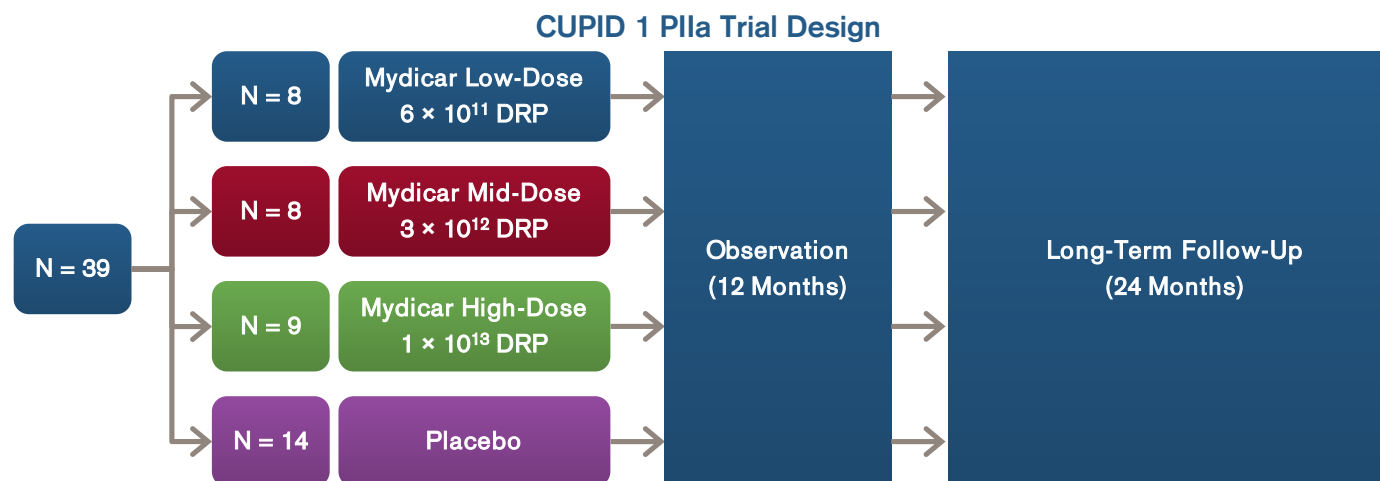 CUPID 1 PIIa Trial Design
N = 39
N = 8
Mydicar Low-Dose
6 × 10¹¹ DRP
N = 8
Mydicar Mid-Dose
3 × 10¹² DRP
N = 9
Mydicar High-Dose
1 × 10¹³ DRP
N = 14
Placebo
Observation
(12 Months)
Long-Term Follow-Up
(24 Months)